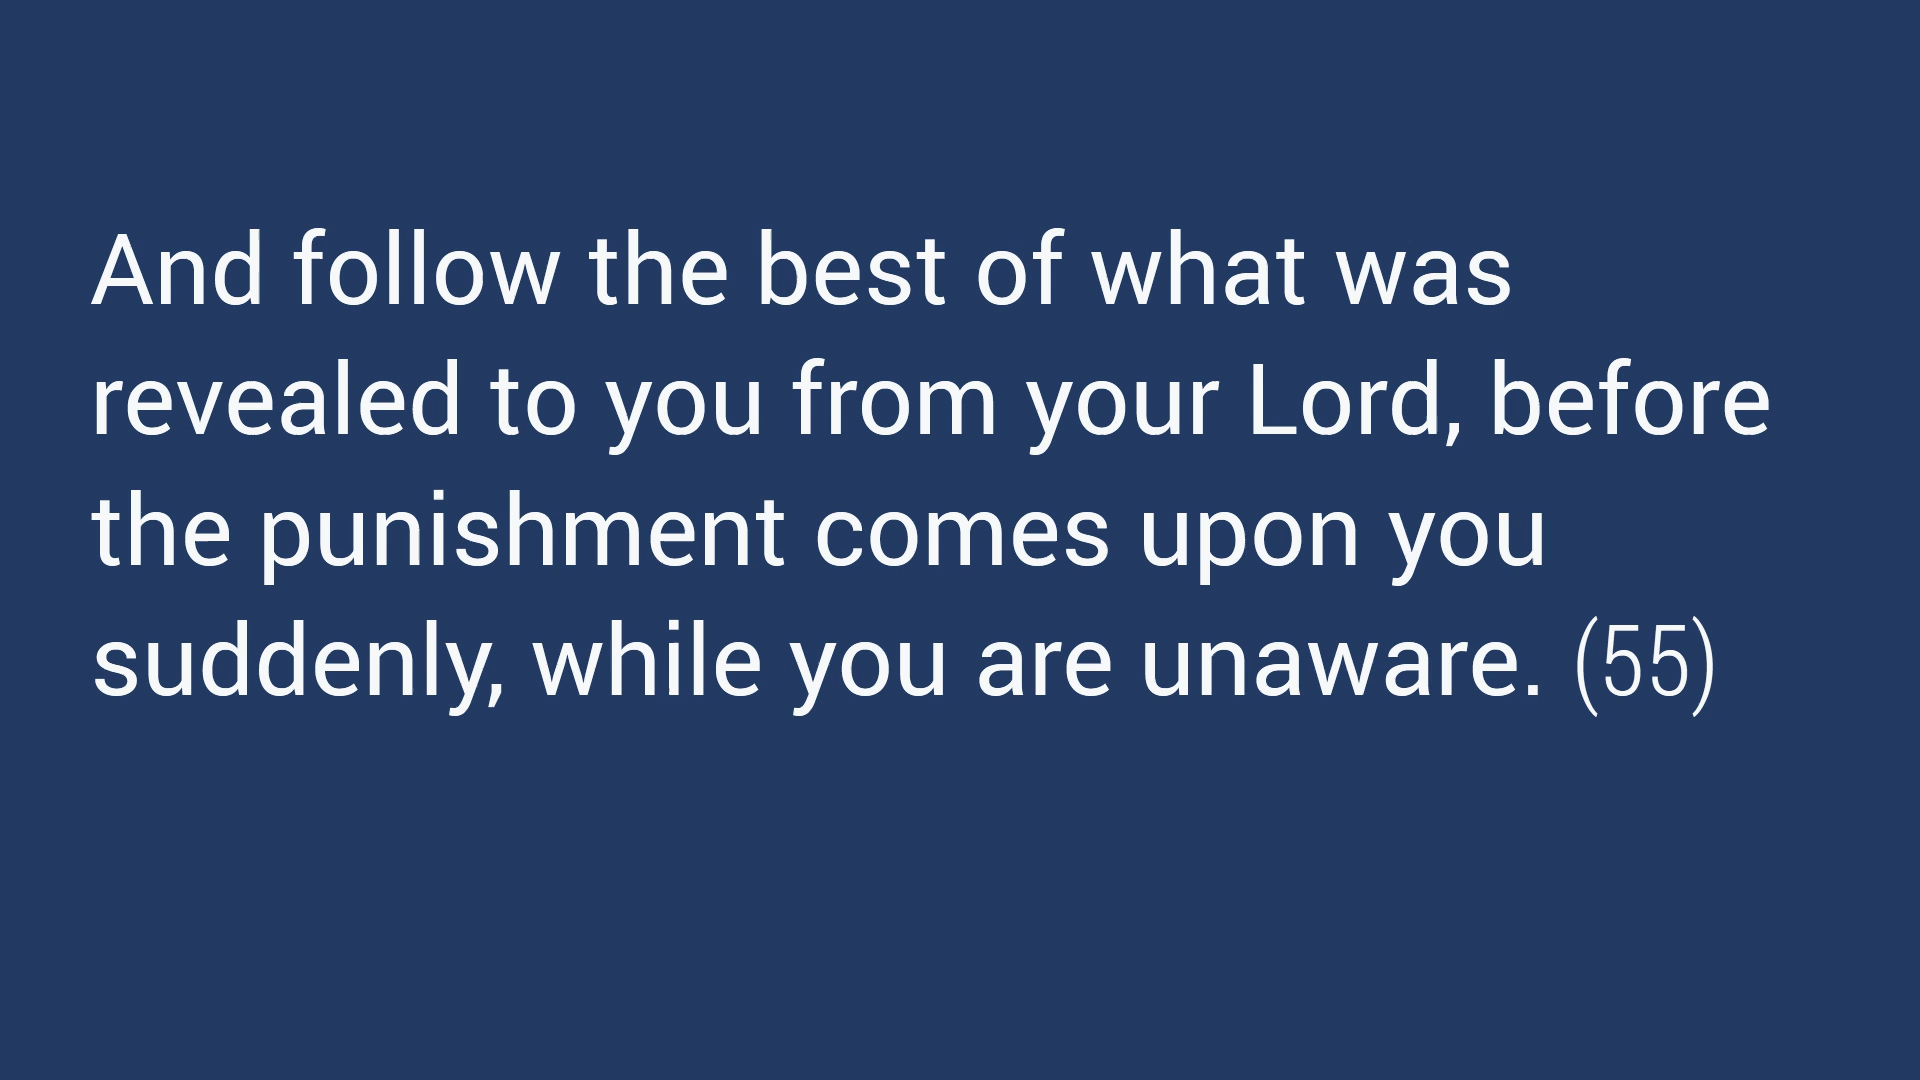 And follow the best of what was
revealed to you from your Lord, before
the punishment comes upon you
suddenly, while you are unaware. (55)